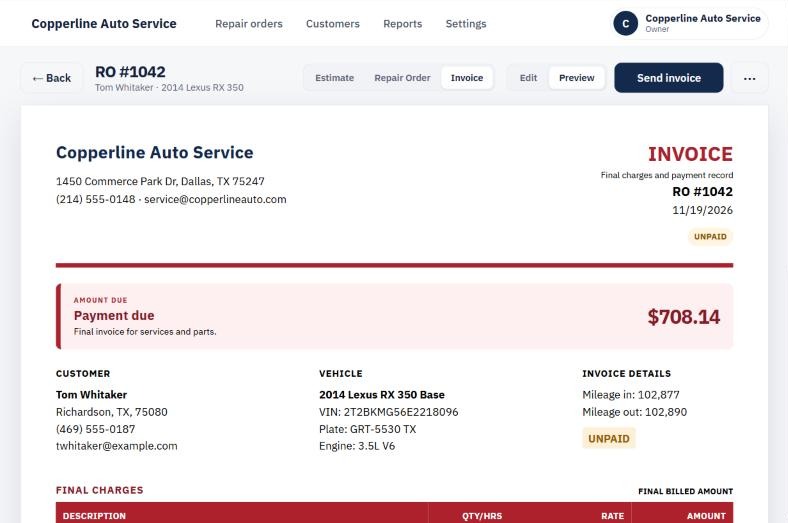 Copperline Auto Service
Repair orders
Customers
Reports
Settings
C
Copperline Auto Service
Owner
← Back
RO #1042
Tom Whitaker · 2014 Lexus RX 350
Estimate
Repair Order
Invoice
Edit
Preview
Send invoice
...
Copperline Auto Service
1450 Commerce Park Dr, Dallas, TX 75247
(214) 555-0148 · service@copperlineauto.com
INVOICE
Final charges and payment record
RO #1042
11/19/2026
UNPAID
AMOUNT DUE
Payment due
Final invoice for services and parts.
$708.14
CUSTOMER
Tom Whitaker
Richardson, TX, 75080
(469) 555-0187
twhitaker@example.com
VEHICLE
2014 Lexus RX 350 Base
VIN: 2T2BKMG56E2218096
Plate: GRT-5530 TX
Engine: 3.5L V6
INVOICE DETAILS
Mileage in: 102,877
Mileage out: 102,890
UNPAID
FINAL CHARGES
FINAL BILLED AMOUNT
DESCRIPTION
QTY/HRS
RATE
AMOUNT